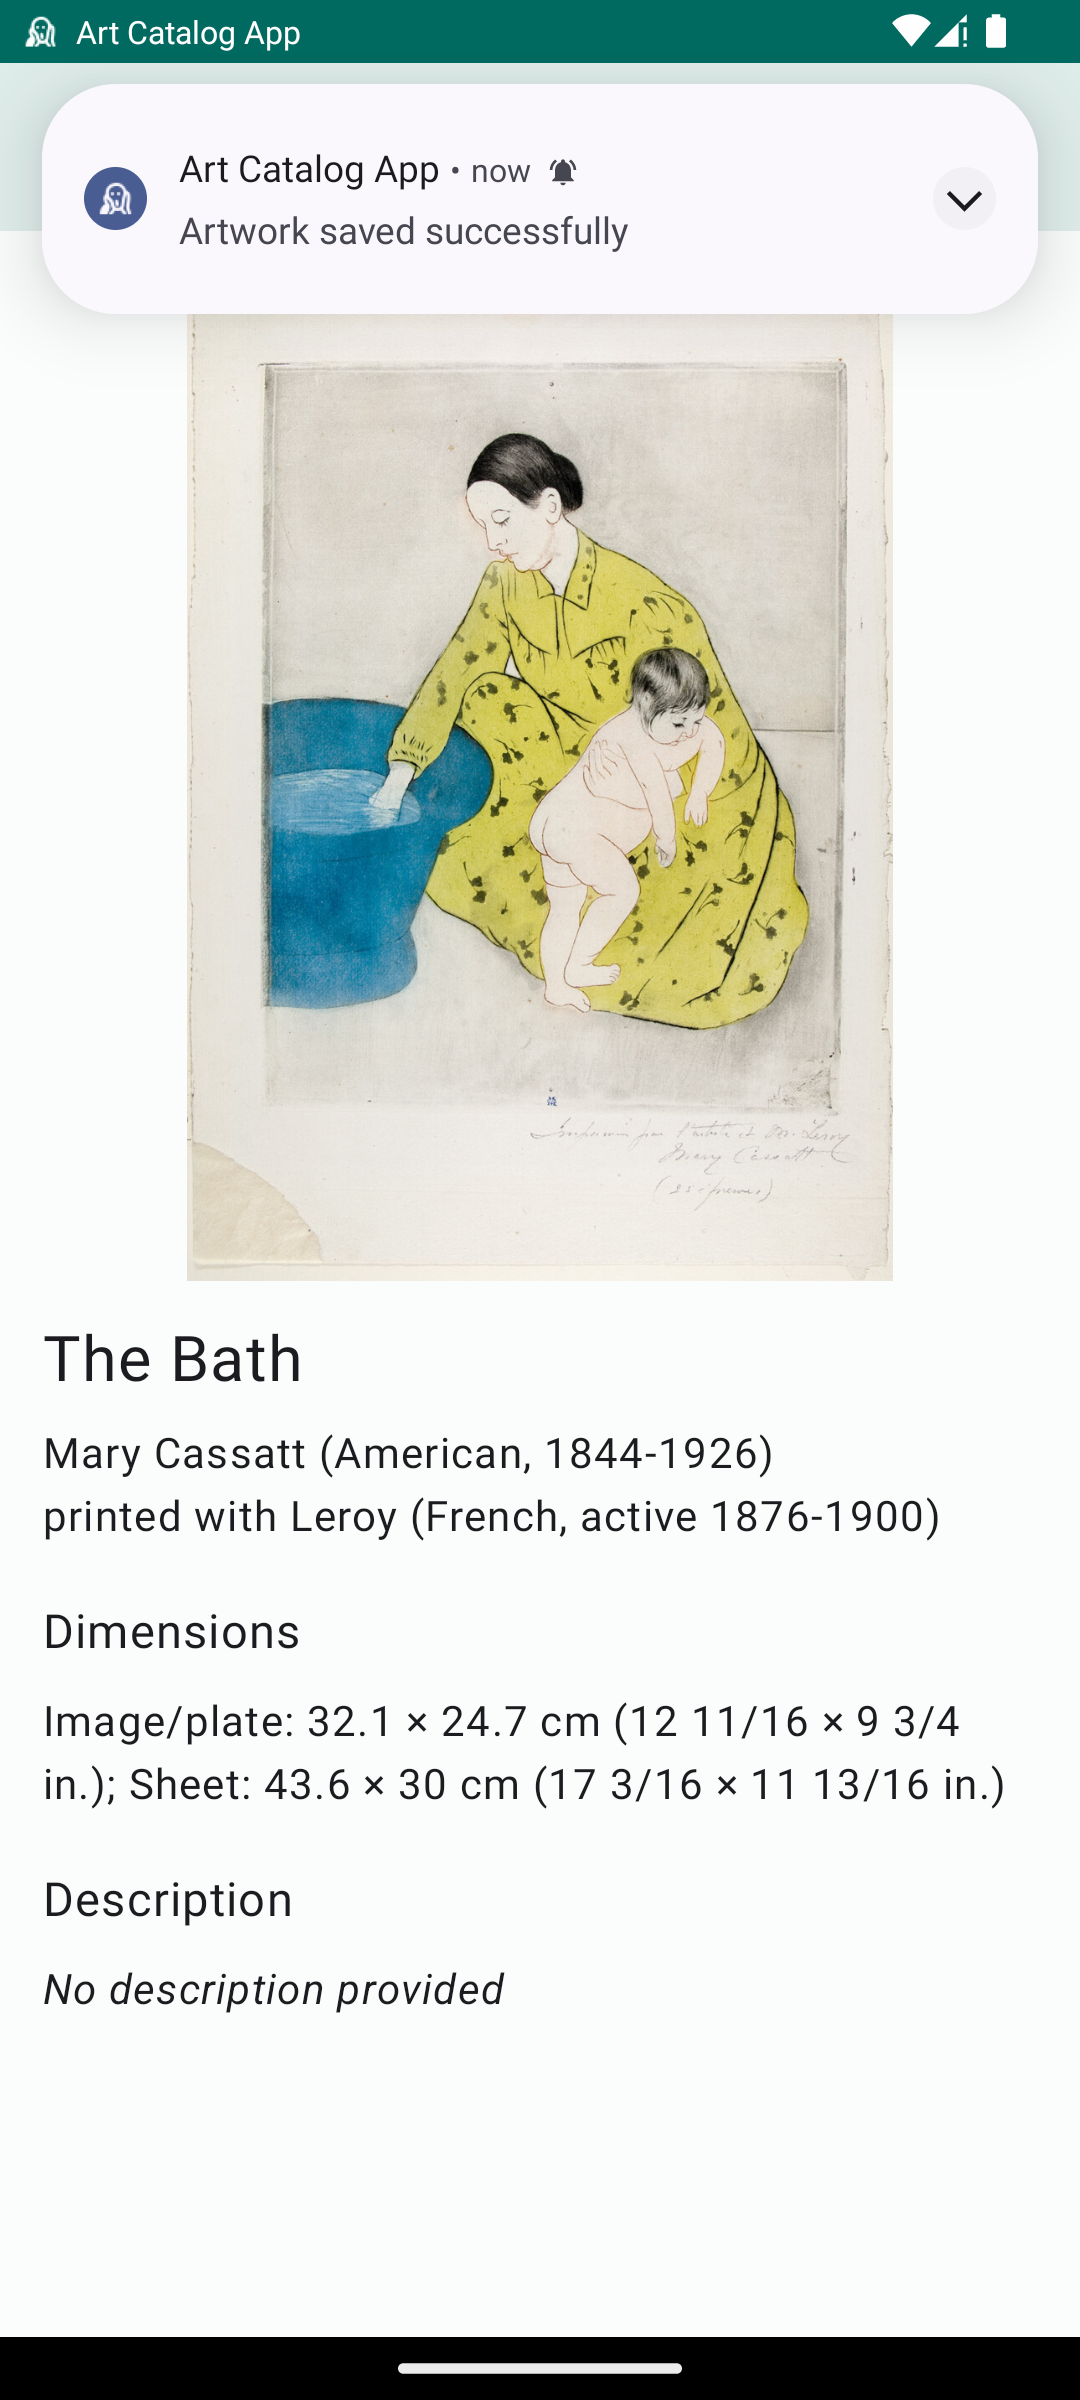 Art Catalog App
Art Catalog App • now
Artwork saved successfully
Mary Cassatt
The Bath
Mary Cassatt (American, 1844-1926)
printed with Leroy (French, active 1876-1900)
Dimensions
Image/plate: 32.1 × 24.7 cm (12 11/16 × 9 3/4
in.); Sheet: 43.6 × 30 cm (17 3/16 × 11 13/16 in.)
Description
No description provided